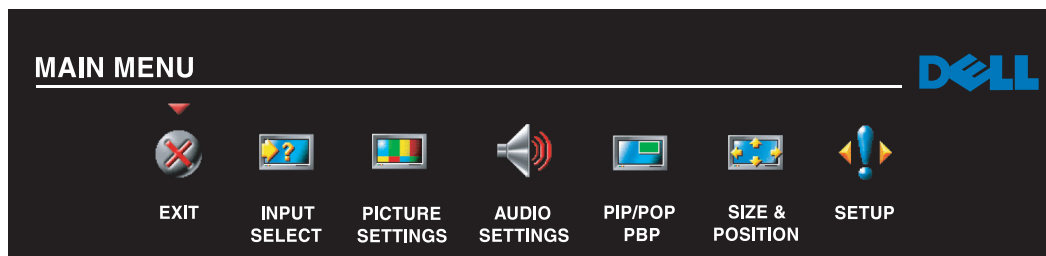 MAIN MENU
DELL
EXIT
INPUT
SELECT
PICTURE
SETTINGS
AUDIO
SETTINGS
PIP/POP
PBP
SIZE &
POSITION
SETUP
?